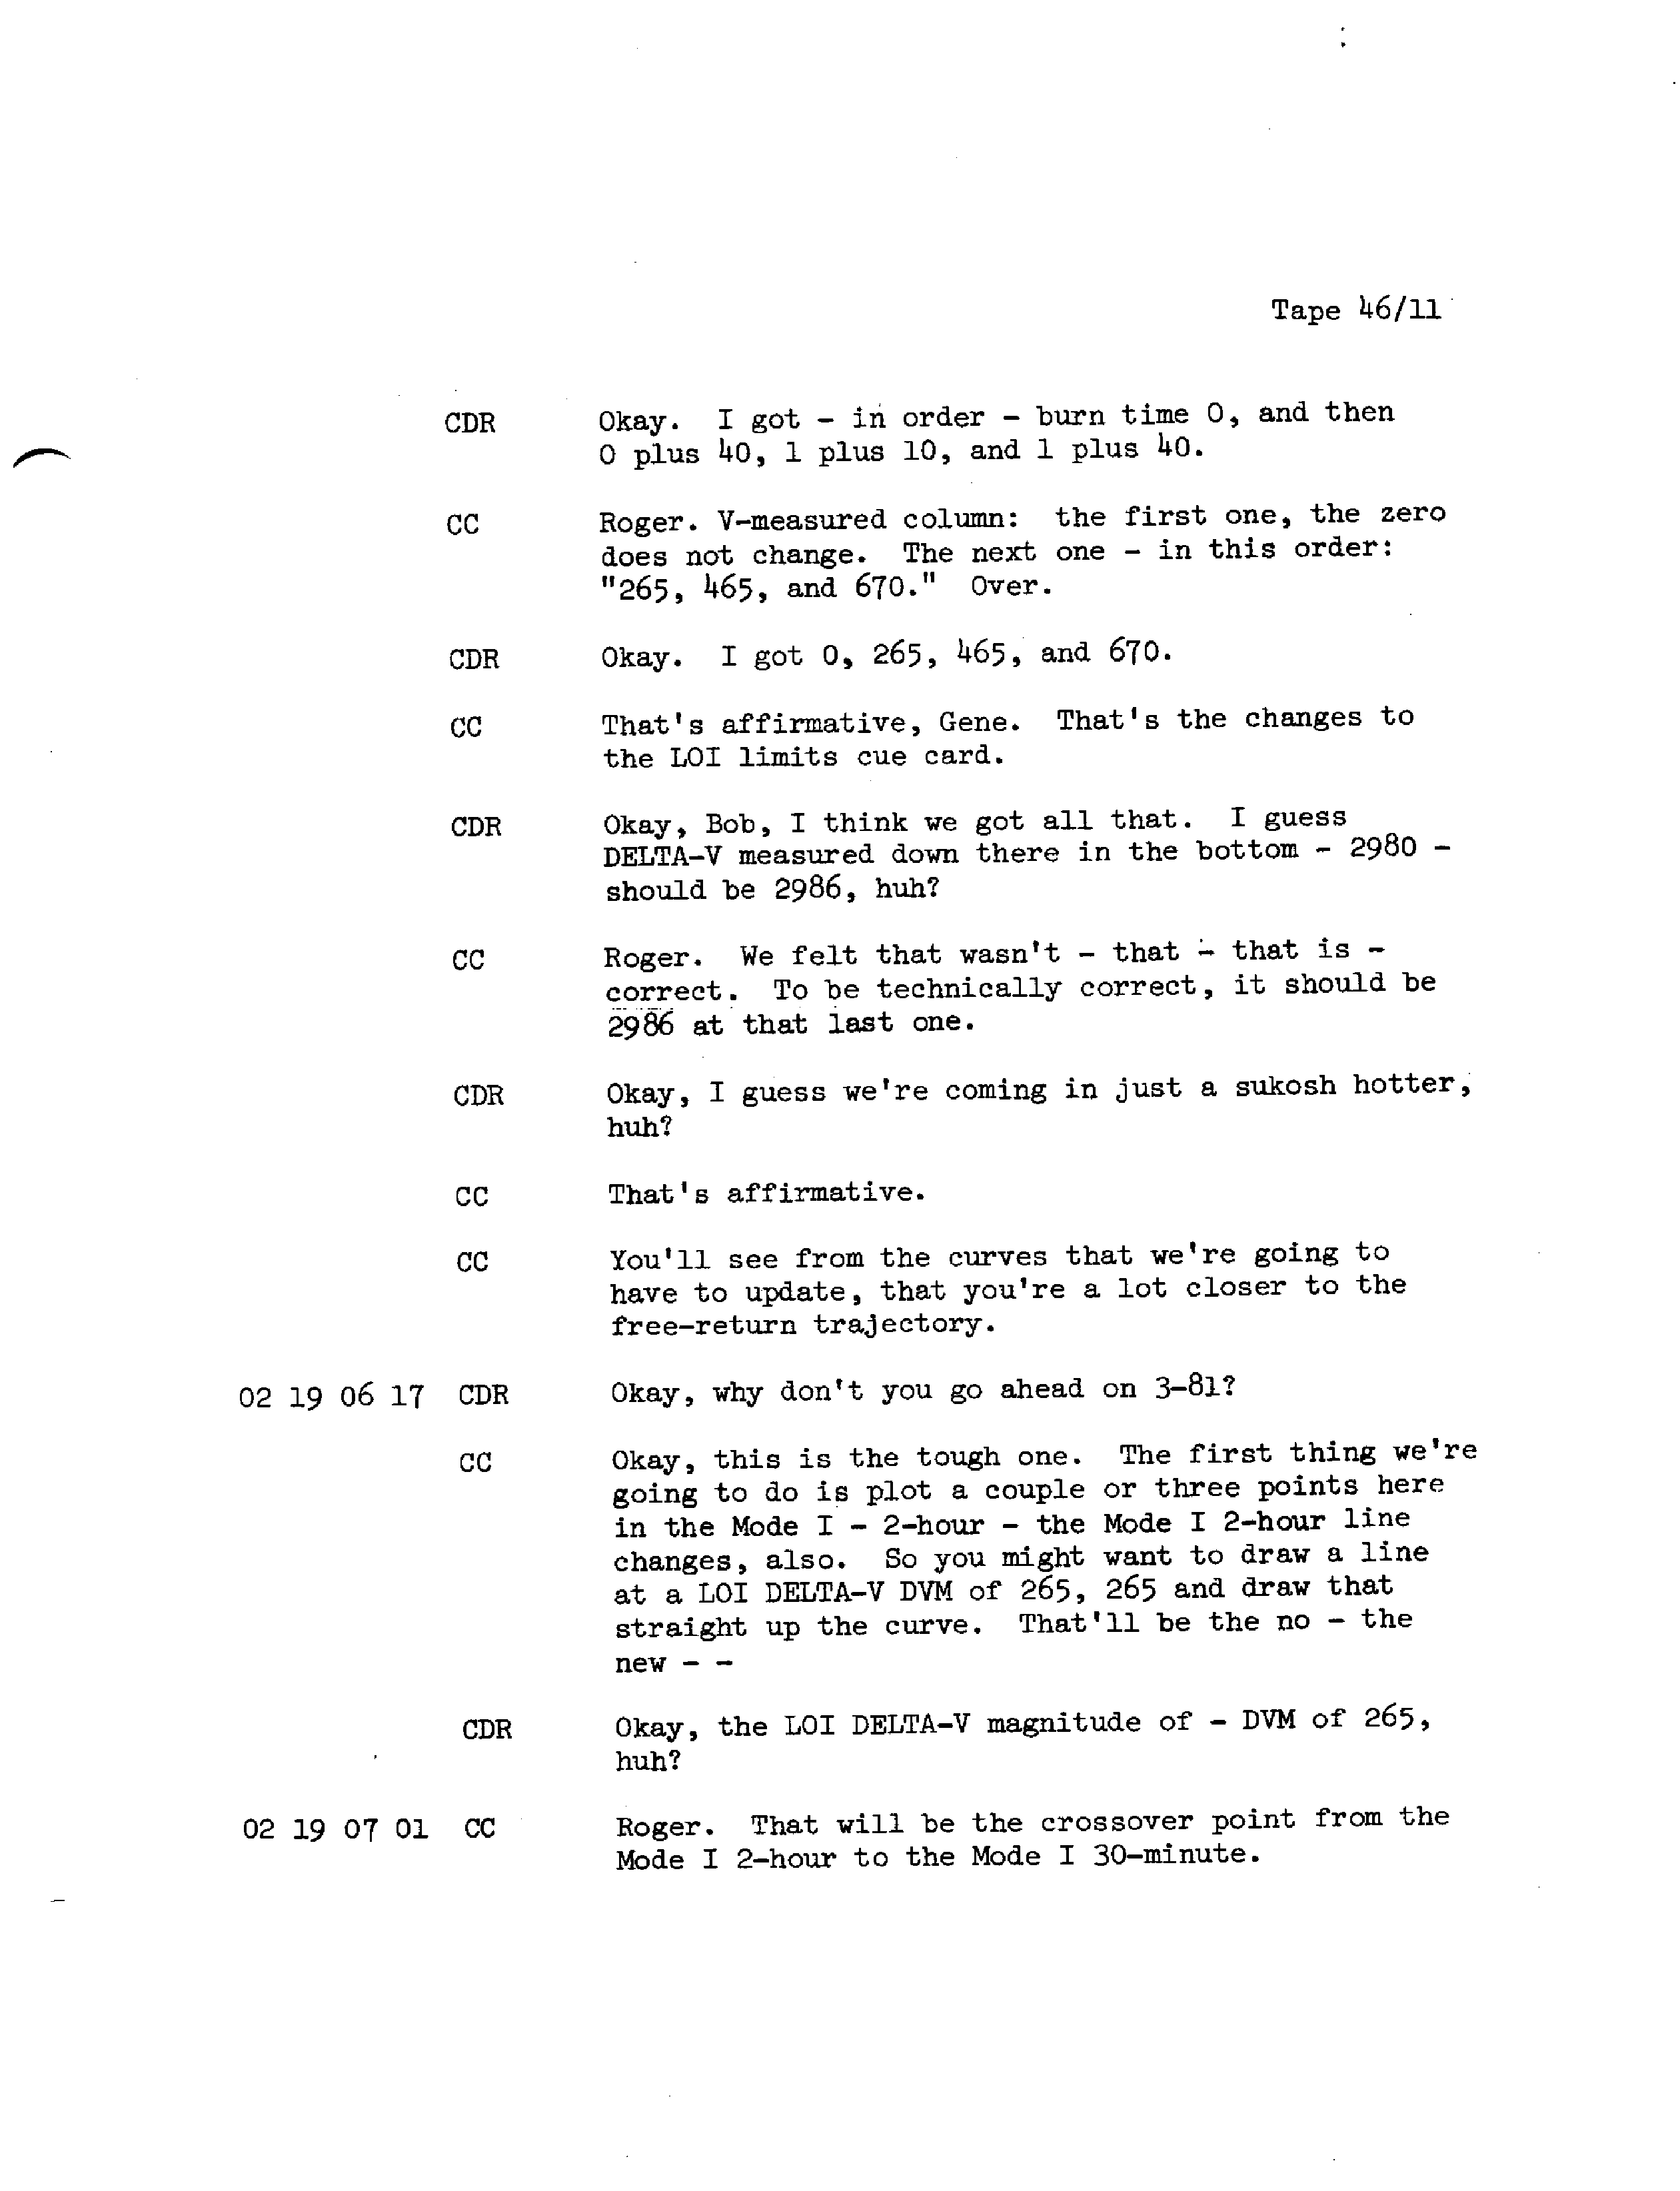 Tape 46/11
CDR Okay. I got - in order - burn time 0, and then
0 plus 40, 1 plus 10, and 1 plus 40.
CC Roger. V-measured column: the first one, the zero
does not change. The next one - in this order:
"265, 465, and 670." Over.
CDR Okay. I got 0, 265, 465, and 670.
CC That's affirmative, Gene. That's the changes to
the LOI limits cue card.
CDR Okay, Bob, I think we got all that. I guess
DELTA-V measured down there in the bottom - 2980 -
should be 2986, huh?
CC Roger. We felt that wasn't - that - that is -
correct. To be technically correct, it should be
2986 at that last one.
CDR Okay, I guess we're coming in just a sukosh hotter,
huh?
CC That's affirmative.
CC You'll see from the curves that we're going to
have to update, that you're a lot closer to the
free-return trajectory.
02 19 06 17 CDR Okay, why don't you go ahead on 3-81?
CC Okay, this is the tough one. The first thing we're
going to do is plot a couple or three points here
in the Mode I - 2-hour - the Mode I 2-hour line
changes, also. So you might want to draw a line
at a LOI DELTA-V DVM of 265, 265 and draw that
straight up the curve. That'll be the no - the
new - -
CDR Okay, the LOI DELTA-V magnitude of - DVM of 265,
huh?
02 19 07 01 CC Roger. That will be the crossover point from the
Mode I 2-hour to the Mode I 30-minute.